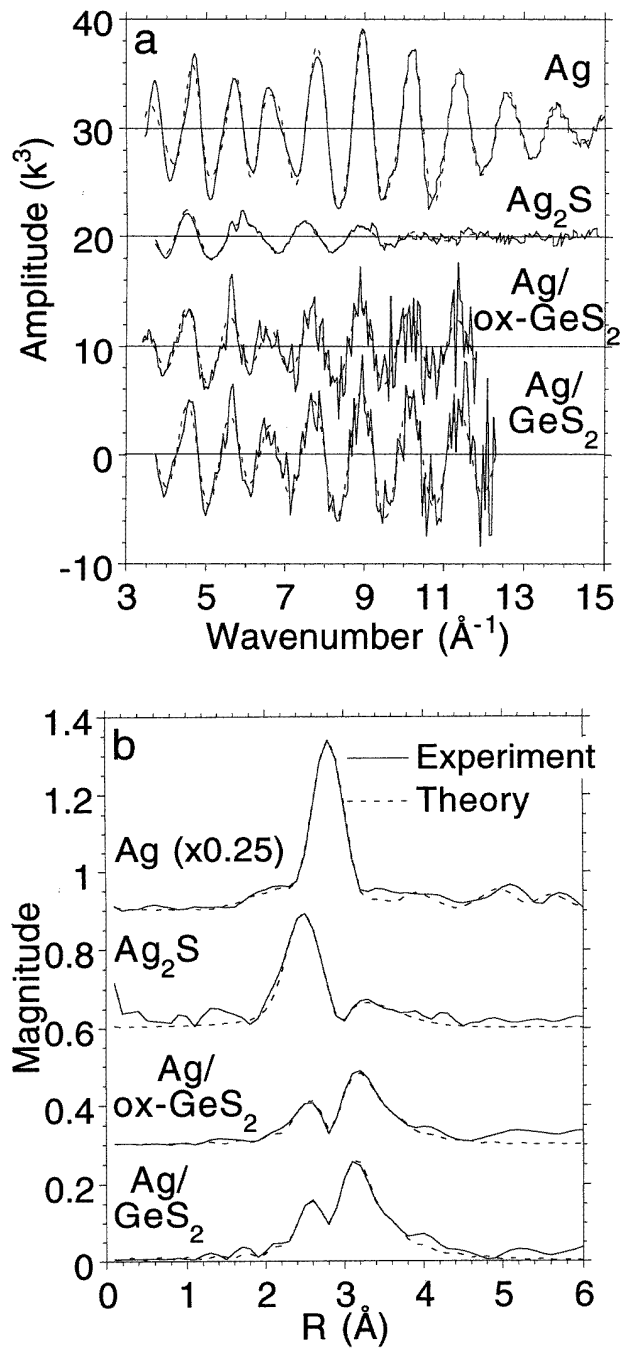 a
40
30
20
10
0
-10
Amplitude (k³)
Ag
Ag₂S
Ag/
ox-GeS₂
Ag/
GeS₂
3 5 7 9 11 13 15
Wavenumber (Å⁻¹)
b
1.4
1.2
1
0.8
0.6
0.4
0.2
0
Magnitude
Experiment
Theory
Ag (x0.25)
Ag₂S
Ag/
ox-GeS₂
Ag/
GeS₂
0 1 2 3 4 5 6
R (Å)